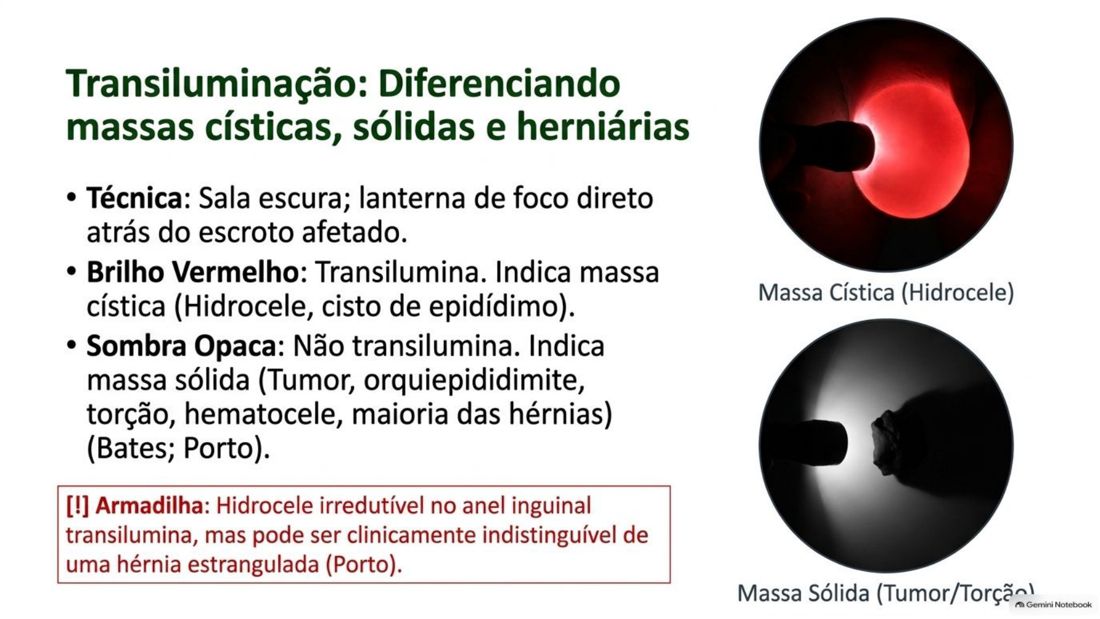 Transiluminação: Diferenciando
massas císticas, sólidas e herniárias
• Técnica: Sala escura; lanterna de foco direto
atrás do escroto afetado.
• Brilho Vermelho: Transilumina. Indica massa
cística (Hidrocele, cisto de epidídimo).
• Sombra Opaca: Não transilumina. Indica
massa sólida (Tumor, orquiepididimite,
torção, hematocele, maioria das hérnias)
(Bates; Porto).
[!] Armadilha: Hidrocele irredutível no anel inguinal
transilumina, mas pode ser clinicamente indistinguível de
uma hérnia estrangulada (Porto).
Massa Cística (Hidrocele)
Massa Sólida (Tumor/Torção)
Gemini Notebook